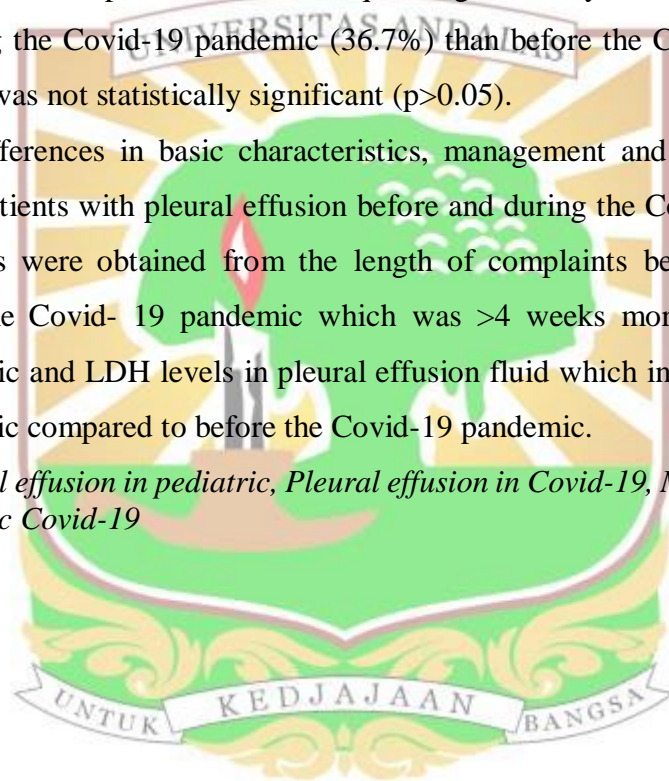 UNIVERSITAS ANDALAS
the Covid-19 pandemic (36.7%) than before the C
was not statistically significant (p>0.05).
fferences in basic characteristics, management and
tients with pleural effusion before and during the Co
s were obtained from the length of complaints be
e Covid- 19 pandemic which was >4 weeks mor
ic and LDH levels in pleural effusion fluid which in
ic compared to before the Covid-19 pandemic.
l effusion in pediatric, Pleural effusion in Covid-19, M
c Covid-19
UNTUK KEDJAJAAN BANGSA